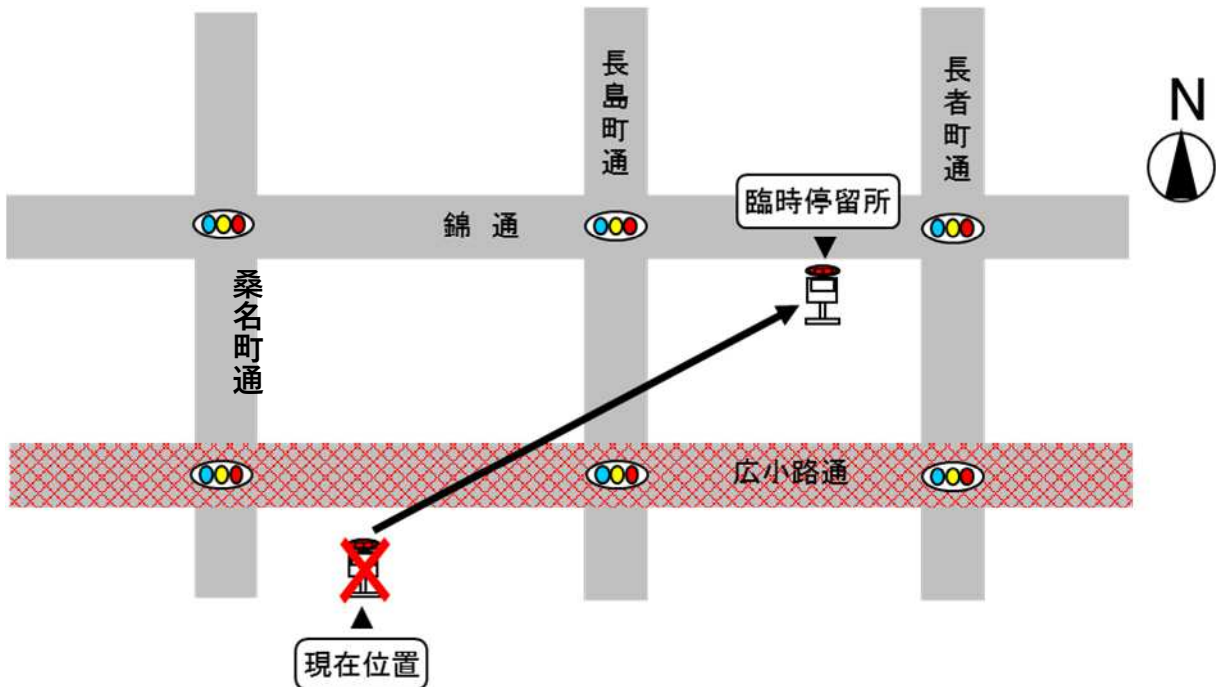 長島町通
長者町通
N
臨時停留所
錦 通
桑名町通
広小路通
現在位置